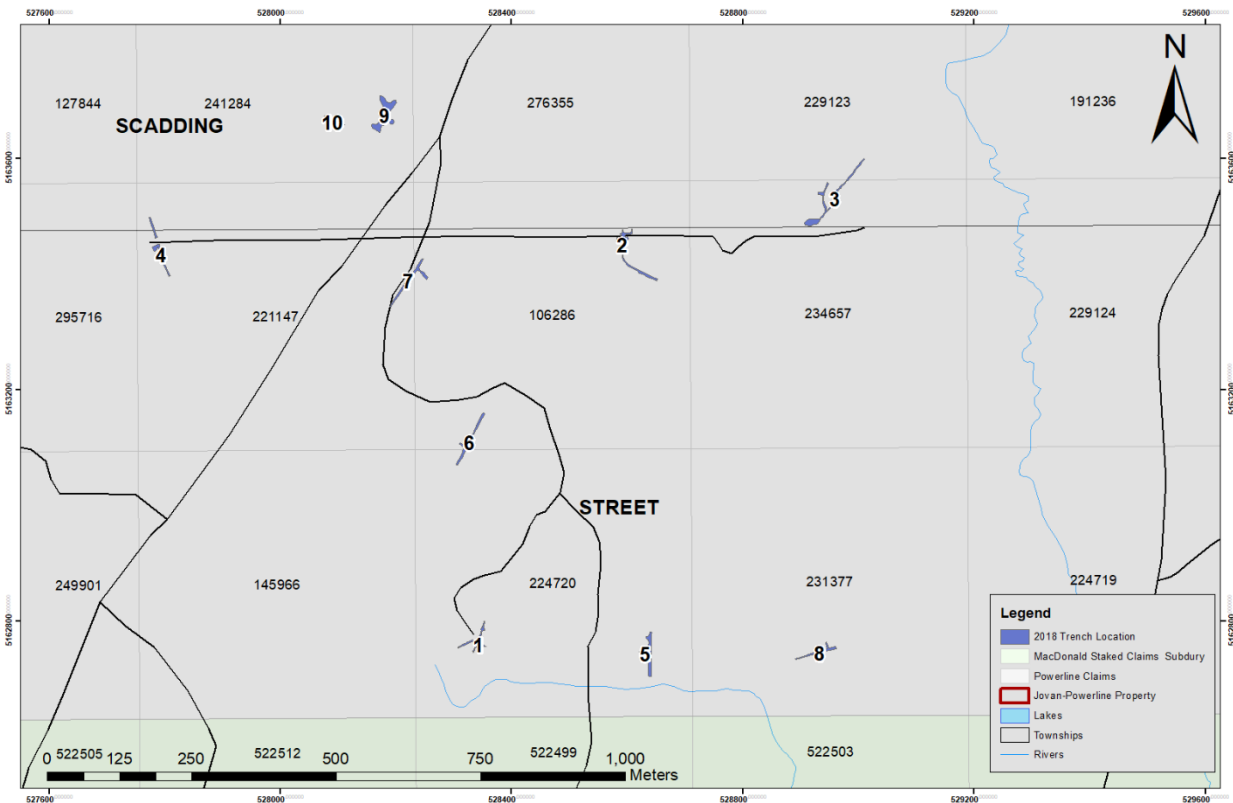 527600 528000 528400 528800 529200 529600
N
127844 241284 276355 229123 191236
SCADDING
10
9
5163600 5163600
3
2
4
7
295716 221147 106286 234657 229124
5163200 5163200
6
STREET
249901 145966 224720 231377 224719
5162800 5162800
1
5
8
Legend
2018 Trench Location
MacDonald Staked Claims Subdury
Powerline Claims
Jovan-Powerline Property
Lakes
Townships
Rivers
522505 522512 522499 522503
0 125 250 500 750 1,000
Meters
527600 528000 528400 528800 529200 529600